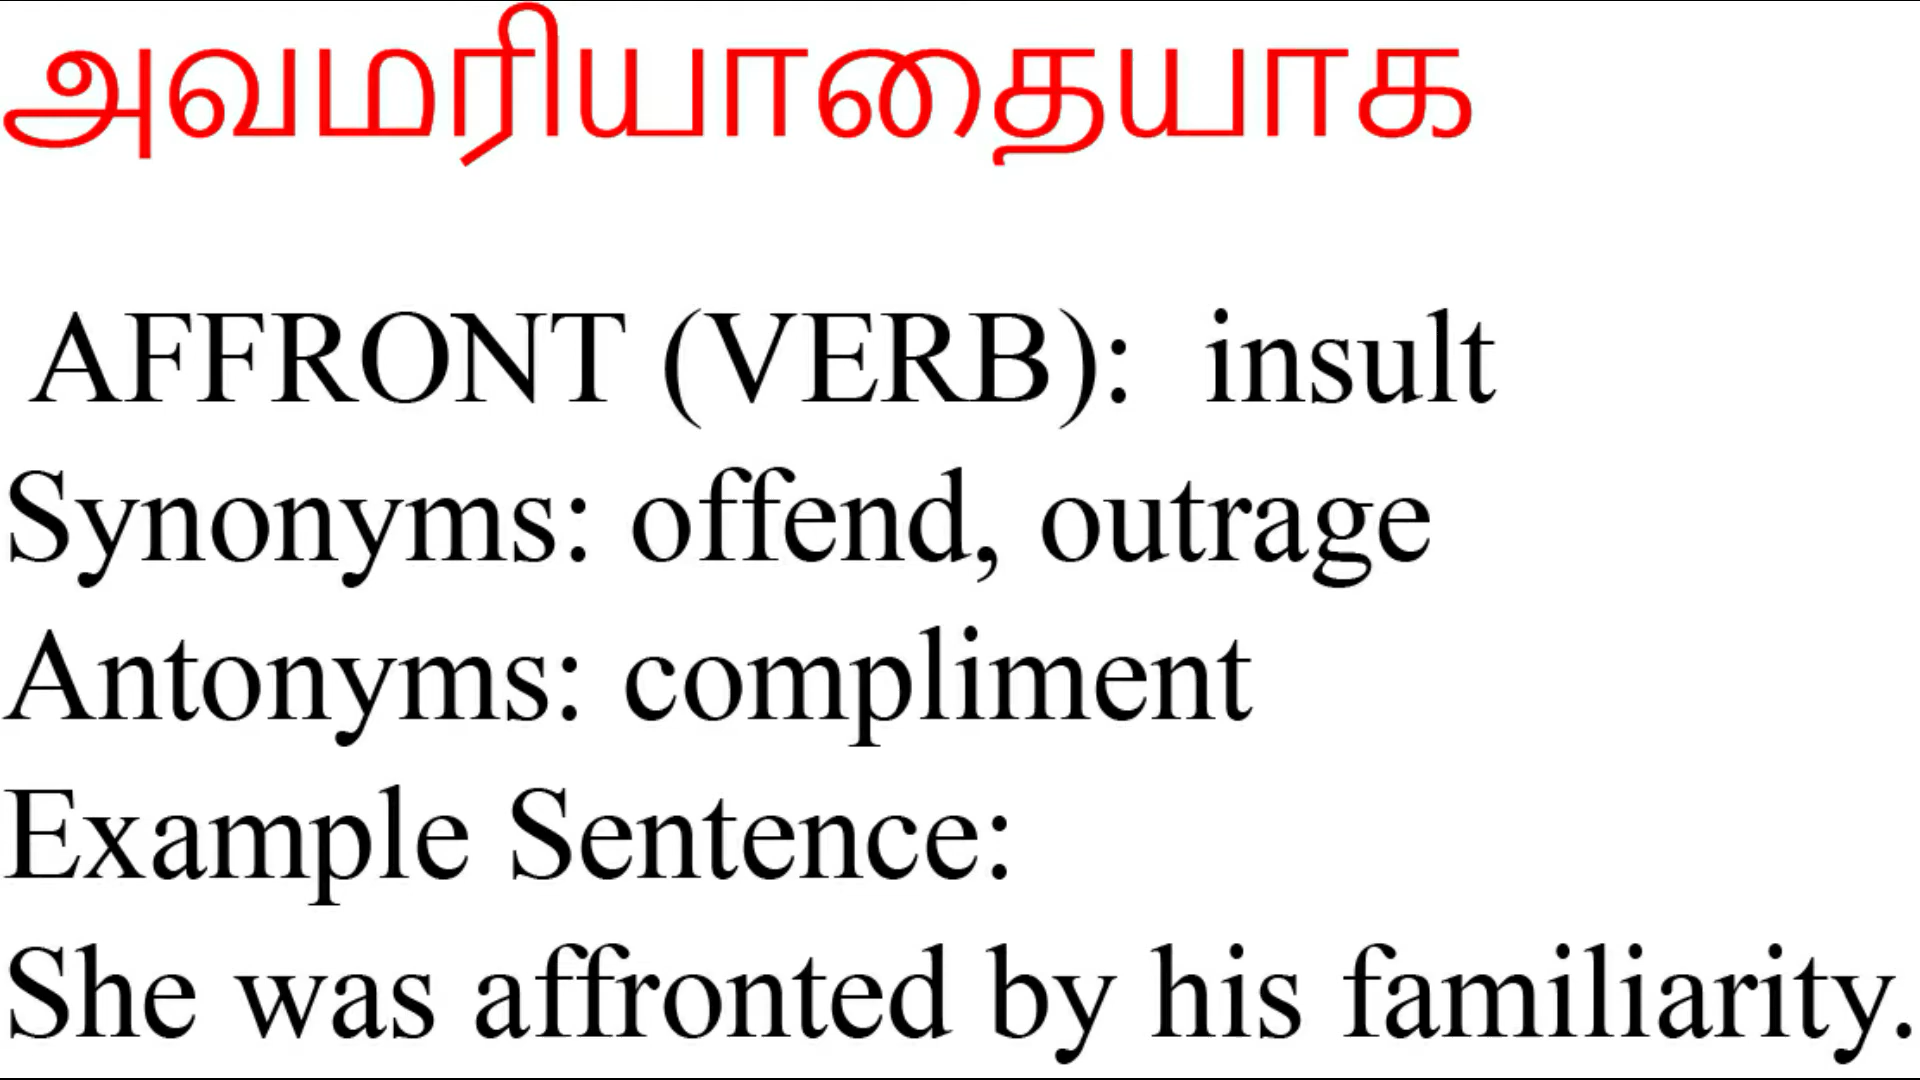 அவமரியாதையாக
AFFRONT (VERB): insult
Synonyms: offend, outrage
Antonyms: compliment
Example Sentence:
She was affronted by his familiarity.